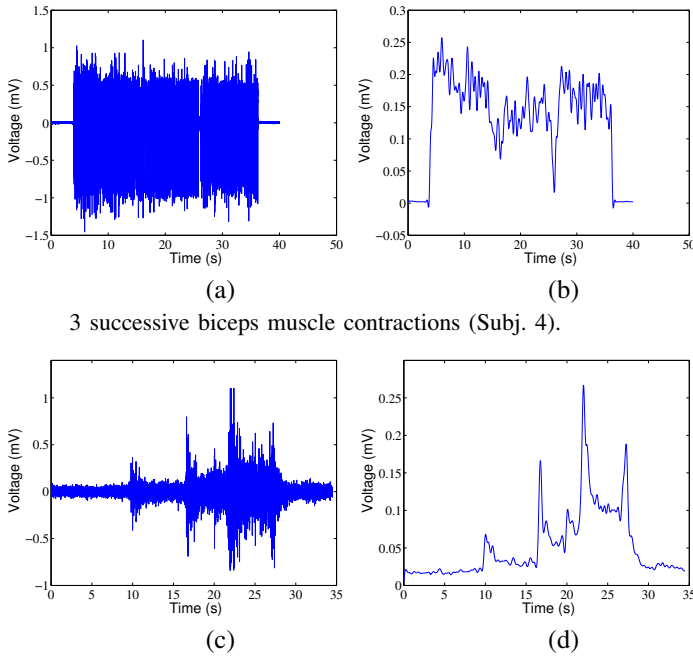 1.5
1
0.5
0
−0.5
−1
−1.5
Voltage (mV)
0 10 20 30 40 50
Time (s)
(a)
0.3
0.25
0.2
0.15
0.1
0.05
0
−0.05
Voltage (mV)
0 10 20 30 40 50
Time (s)
(b)
3 successive biceps muscle contractions (Subj. 4).
1
0.5
0
−0.5
−1
Voltage (mV)
0 5 10 15 20 25 30 35
Time (s)
(c)
0.25
0.2
0.15
0.1
0.05
0
Voltage (mV)
0 5 10 15 20 25 30 35
Time (s)
(d)